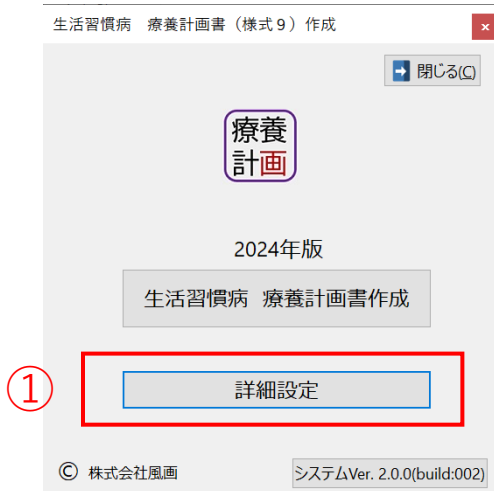 生活習慣病　療養計画書（様式９）作成
×
閉じる(C)
療養
計画
2024年版
生活習慣病 療養計画書作成
①
詳細設定
© 株式会社風画
システムVer. 2.0.0(build:002)